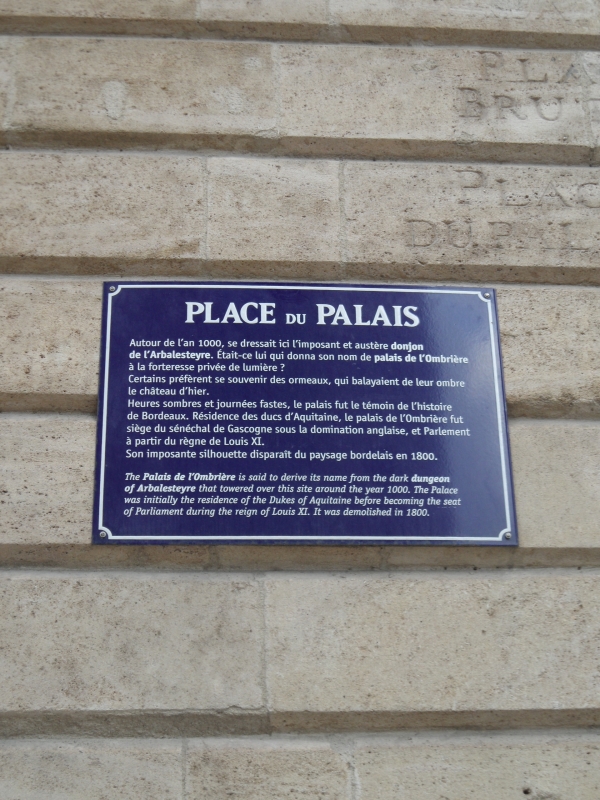 PLACE DU PALAIS
Autour de l'an 1000, se dressait ici l'imposant et austère donjon
de l'Arbalesteyre. Était-ce lui qui donna son nom de palais de l'Ombrière
à la forteresse privée de lumière ?
Certains préfèrent se souvenir des ormeaux, qui balayaient de leur ombre
le château d'hier.
Heures sombres et journées fastes, le palais fut le témoin de l'histoire
de Bordeaux. Résidence des ducs d'Aquitaine, le palais de l'Ombrière fut
siège du sénéchal de Gascogne sous la domination anglaise, et Parlement
à partir du règne de Louis XI.
Son imposante silhouette disparaît du paysage bordelais en 1800.
The Palais de l'Ombrière is said to derive its name from the dark dungeon
of Arbalesteyre that towered over this site around the year 1000. The Palace
was initially the residence of the Dukes of Aquitaine before becoming the seat
of Parliament during the reign of Louis XI. It was demolished in 1800.